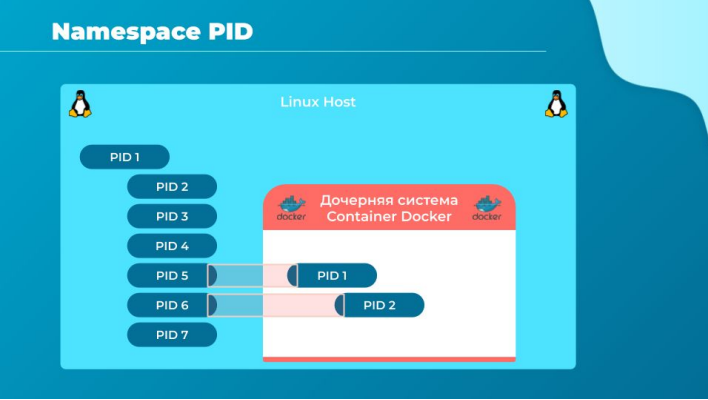 Namespace PID
Linux Host
PID 1
PID 2
PID 3
PID 4
PID 5
PID 6
PID 7
Дочерняя система
Container Docker
docker
docker
PID 1
PID 2